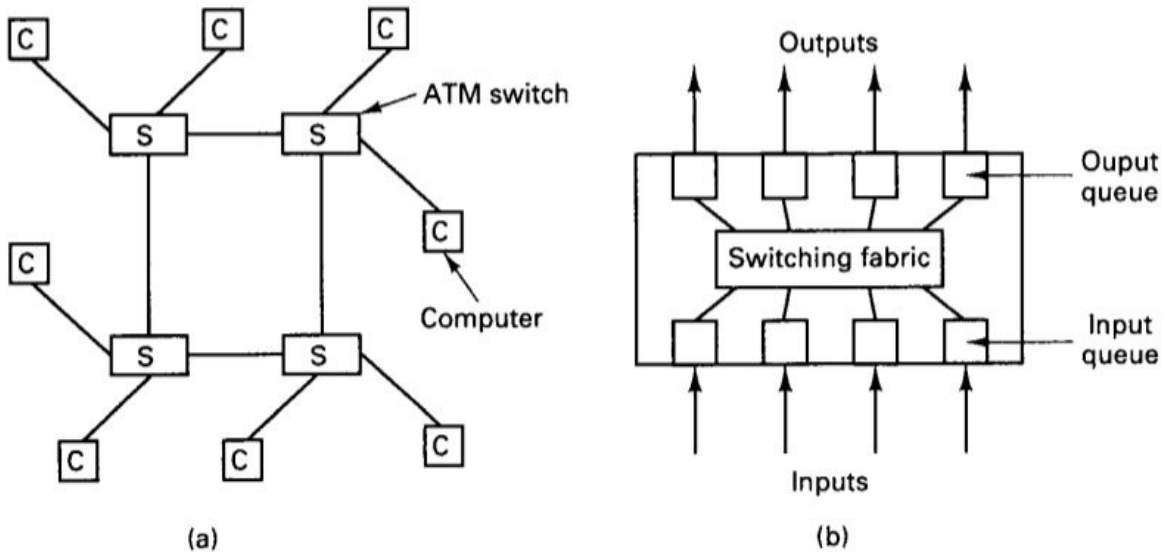 C
C
C
ATM switch
S
S
C
Computer
C
S
S
C
C
C
(a)
Outputs
Ouput
queue
Switching fabric
Input
queue
Inputs
(b)